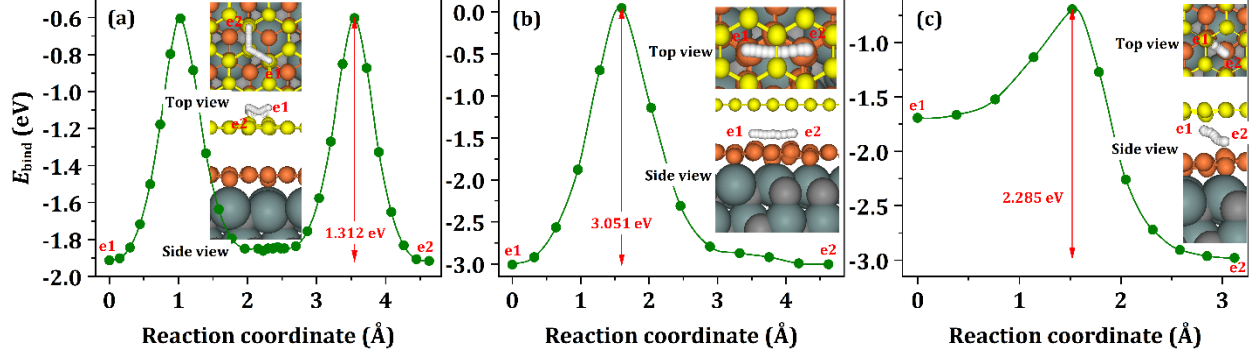 (a)
e2
e1
Top view
e1
e2
Side view
1.312 eV
e1
e2
-0.6
-0.8
-1.0
-1.2
-1.4
-1.6
-1.8
-2.0
E_bind (eV)
0 1 2 3 4
Reaction coordinate (Å)
(b)
e1 e2
Top view
e1 e2
Side view
3.051 eV
e1
e2
0.0
-0.5
-1.0
-1.5
-2.0
-2.5
-3.0
0 1 2 3 4
Reaction coordinate (Å)
(c)
e1
e2
Top view
e1
e2
Side view
2.285 eV
e1
e2
-1.0
-1.5
-2.0
-2.5
-3.0
0 1 2 3
Reaction coordinate (Å)